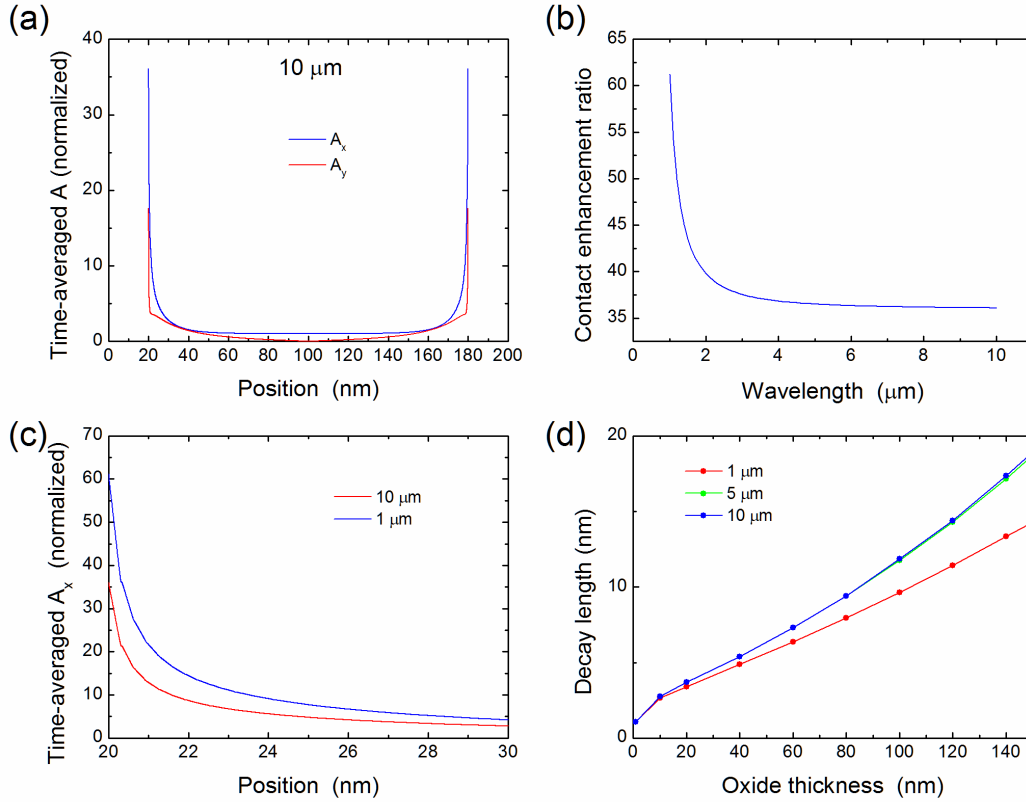 (a)
40
30
20
10
0
0 20 40 60 80 100 120 140 160 180 200
Time-averaged A (normalized)
Position (nm)
10 μm
Ax
Ay
(b)
65
60
55
50
45
40
35
0 2 4 6 8 10
Contact enhancement ratio
Wavelength (μm)
(c)
70
60
50
40
30
20
10
0
20 22 24 26 28 30
Time-averaged Ax (normalized)
Position (nm)
10 μm
1 μm
(d)
20
10
0
0 20 40 60 80 100 120 140
Decay length (nm)
Oxide thickness (nm)
1 μm
5 μm
10 μm